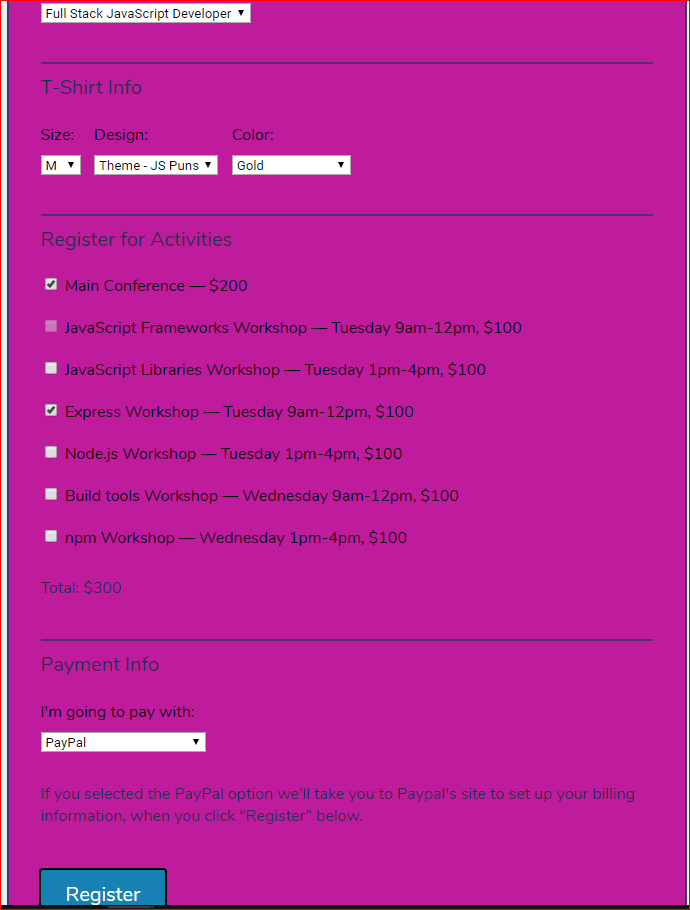 Full Stack JavaScript Developer
T-Shirt Info
Size: Design: Color:
M Theme - JS Puns Gold
Register for Activities
Main Conference — $200
JavaScript Frameworks Workshop — Tuesday 9am-12pm, $100
JavaScript Libraries Workshop — Tuesday 1pm-4pm, $100
Express Workshop — Tuesday 9am-12pm, $100
Node.js Workshop — Tuesday 1pm-4pm, $100
Build tools Workshop — Wednesday 9am-12pm, $100
npm Workshop — Wednesday 1pm-4pm, $100
Total: $300
Payment Info
I'm going to pay with:
PayPal
If you selected the PayPal option we'll take you to Paypal's site to set up your billing
information, when you click “Register” below.
Register